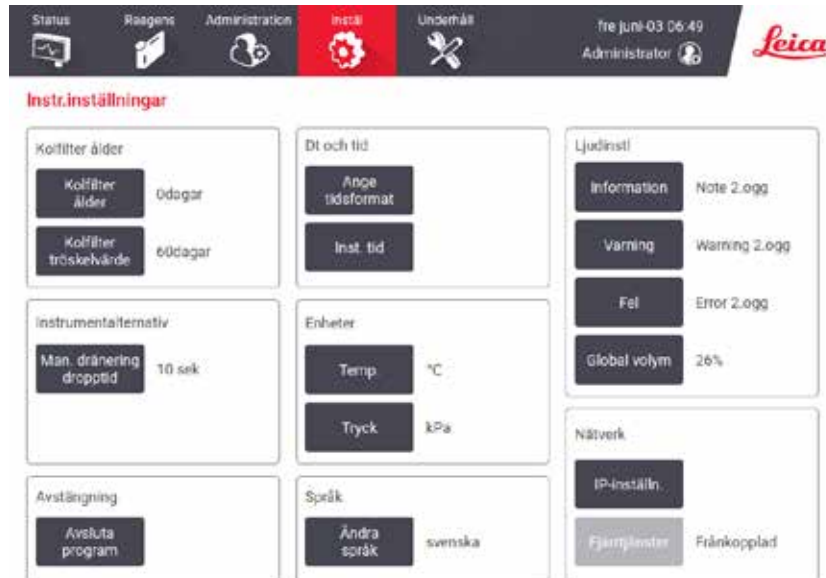 Status
Reagens
Administration
Instäl
Underhåll
fre juni-03 06:49
Administrator
Leica
Instr.inställningar
Kolfilter ålder
Kolfilter
ålder
0dagar
Kolfilter
tröskelvärde
60dagar
Dt och tid
Ange
tidsformat
Inst. tid
Ljudinstl
Information
Note 2.ogg
Varning
Warning 2.ogg
Fel
Error 2.ogg
Global volym
26%
Instrumentalternativ
Man. dränering
dropptid
10 sek
Enheter
Temp
°C
Tryck
kPa
Nätverk
IP-inställn.
Fjärrtjänster
Frånkopplad
Avstängning
Avsluta
program
Språk
Ändra
språk
svenska